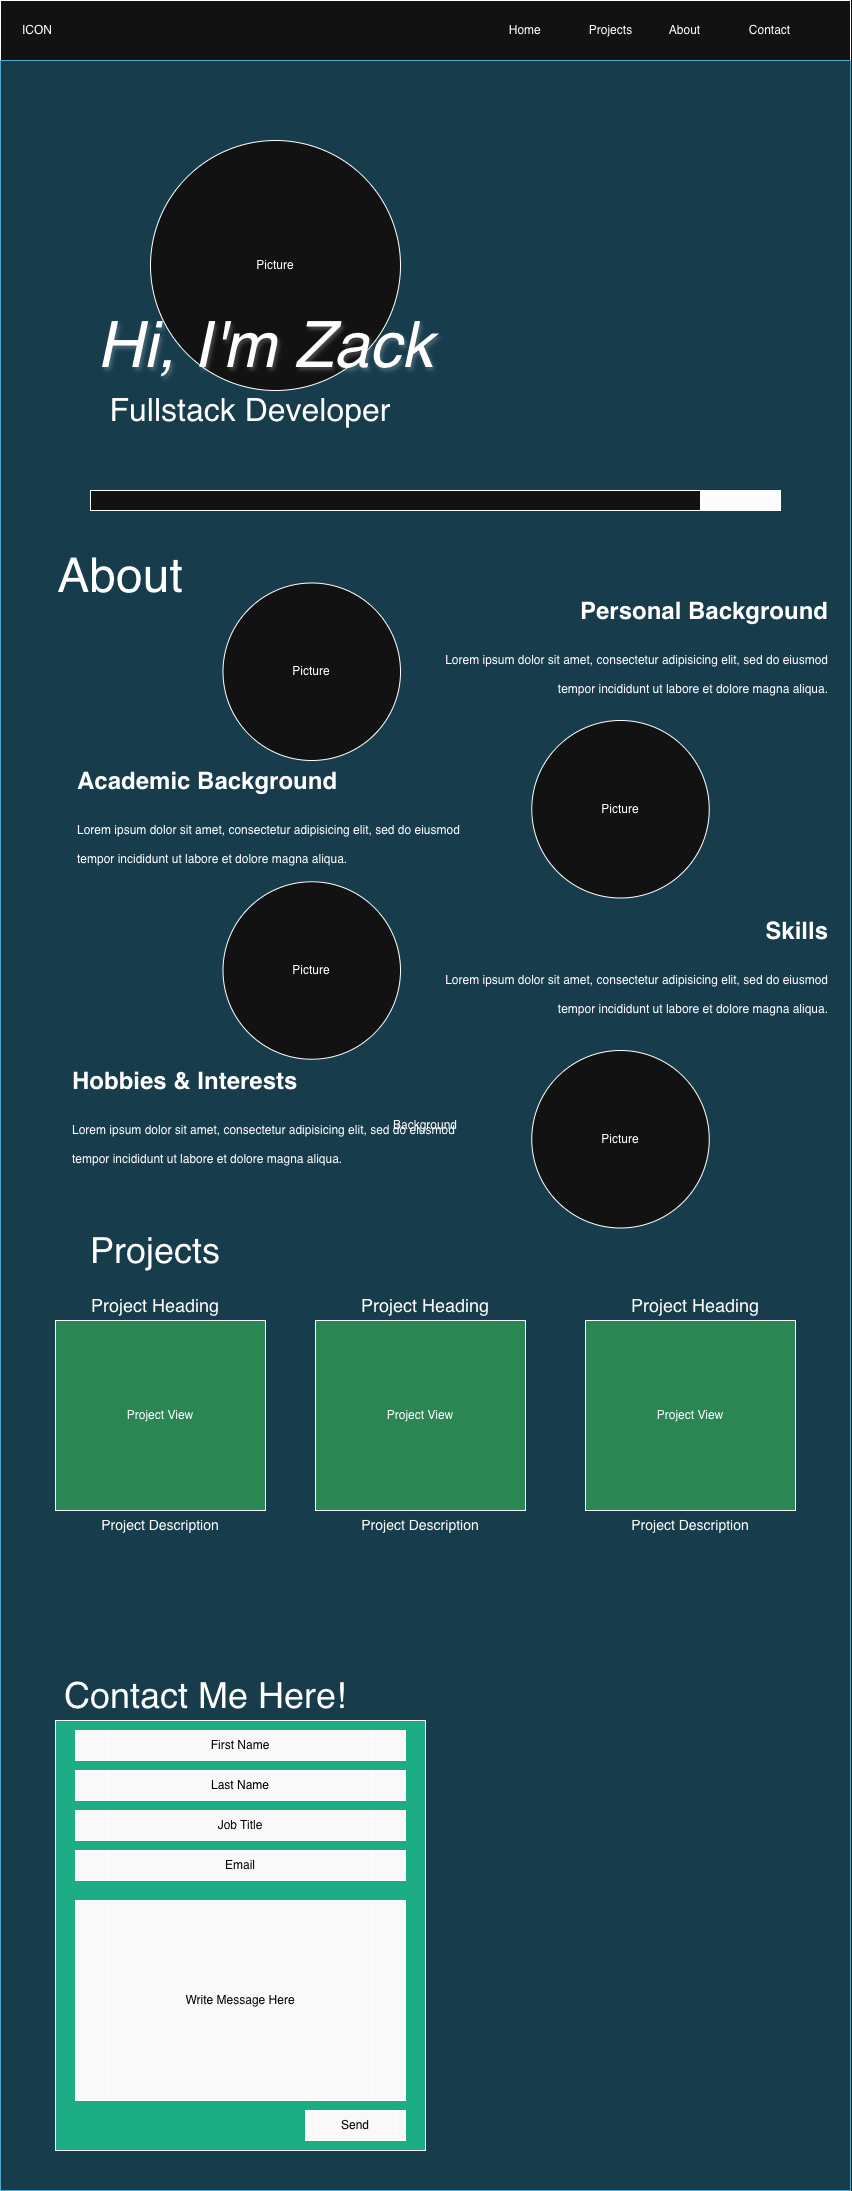 ICON
Home
Projects
About
Contact
Picture
Hi, I'm Zack
Fullstack Developer
About
Personal Background
Picture
Lorem ipsum dolor sit amet, consectetur adipisicing elit, sed do eiusmod
tempor incididunt ut labore et dolore magna aliqua.
Academic Background
Picture
Lorem ipsum dolor sit amet, consectetur adipisicing elit, sed do eiusmod
tempor incididunt ut labore et dolore magna aliqua.
Skills
Picture
Lorem ipsum dolor sit amet, consectetur adipisicing elit, sed do eiusmod
tempor incididunt ut labore et dolore magna aliqua.
Hobbies & Interests
Background
Lorem ipsum dolor sit amet, consectetur adipisicing elit, sed do eiusmod
Picture
tempor incididunt ut labore et dolore magna aliqua.
Projects
Project Heading
Project Heading
Project Heading
Project View
Project View
Project View
Project Description
Project Description
Project Description
Contact Me Here!
First Name
Last Name
Job Title
Email
Write Message Here
Send